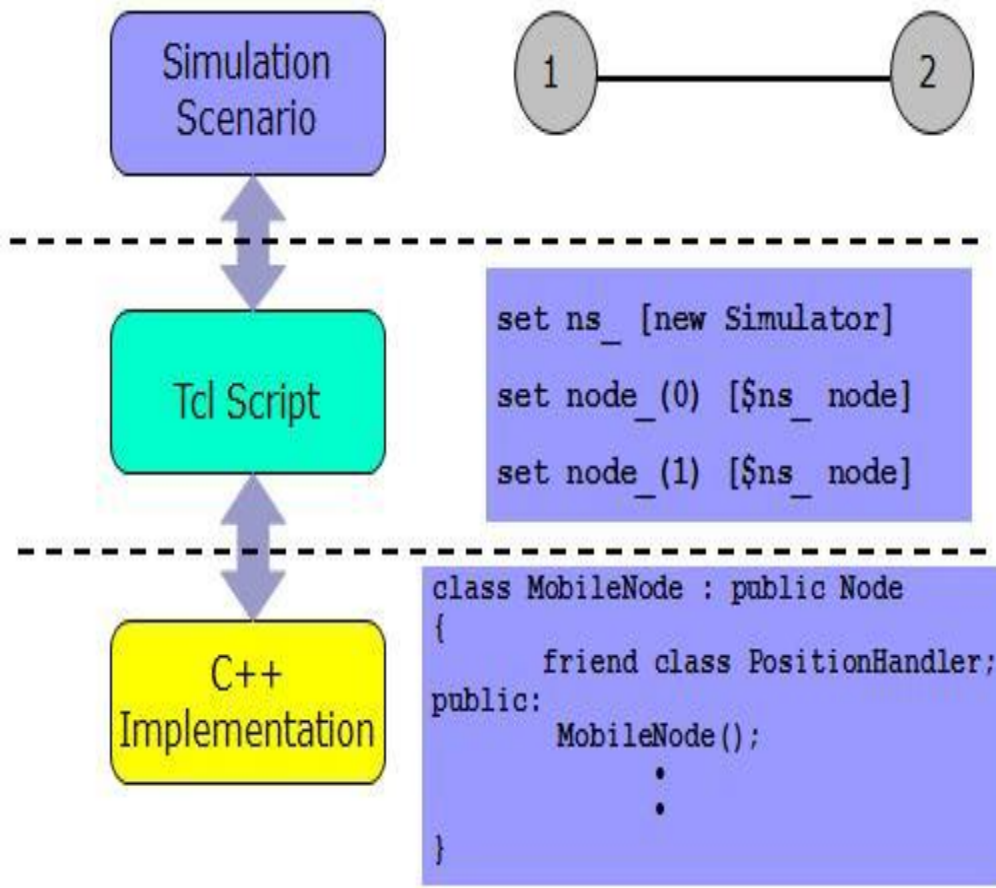 Simulation
Scenario
1
2
Tcl Script
set ns_ [new Simulator]
set node_(0) [$ns_ node]
set node_(1) [$ns_ node]
C++
Implementation
class MobileNode : public Node
{
friend class PositionHandler;
public:
MobileNode();
•
•
}